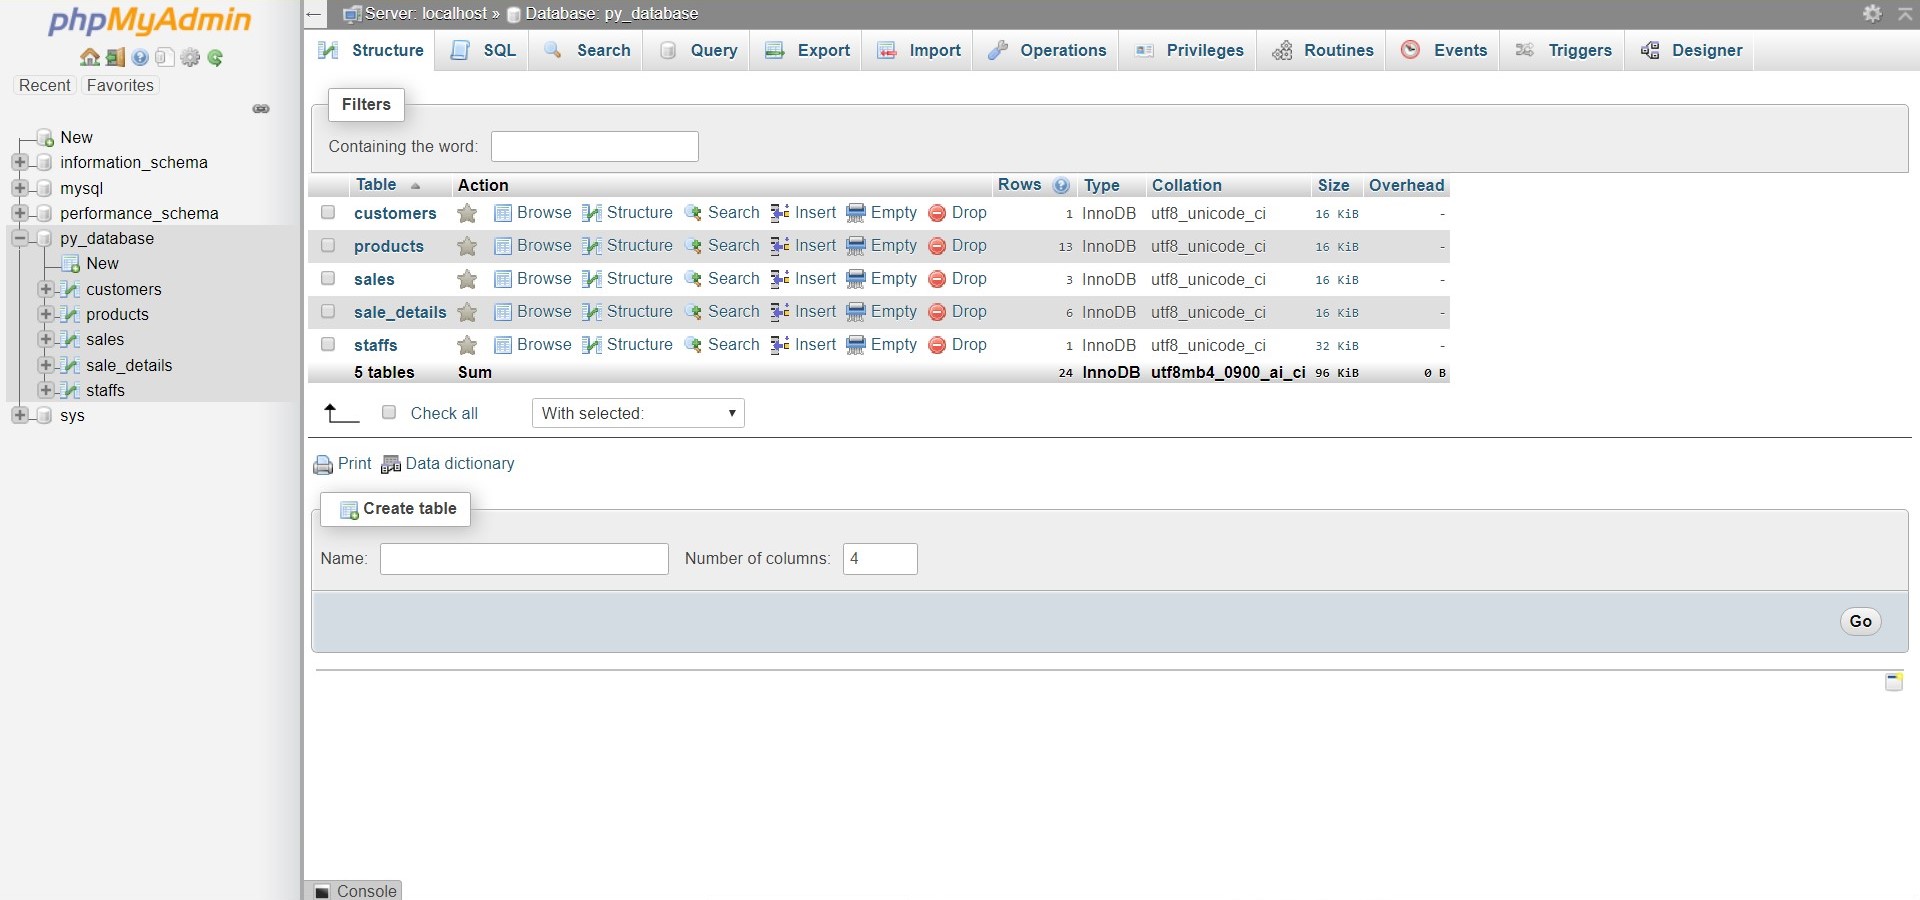 phpMyAdmin
Recent Favorites
New
information_schema
mysql
performance_schema
py_database
New
customers
products
sales
sale_details
staffs
sys
← Server: localhost » Database: py_database
Structure SQL Search Query Export Import Operations Privileges Routines Events Triggers Designer
Filters
Containing the word:
Table Action Rows Type Collation Size Overhead
customers Browse Structure Search Insert Empty Drop 1 InnoDB utf8_unicode_ci 16 KiB -
products Browse Structure Search Insert Empty Drop 13 InnoDB utf8_unicode_ci 16 KiB -
sales Browse Structure Search Insert Empty Drop 3 InnoDB utf8_unicode_ci 16 KiB -
sale_details Browse Structure Search Insert Empty Drop 6 InnoDB utf8_unicode_ci 16 KiB -
staffs Browse Structure Search Insert Empty Drop 1 InnoDB utf8_unicode_ci 32 KiB -
5 tables Sum 24 InnoDB utf8mb4_0900_ai_ci 96 KiB 0 B
Check all With selected:
Print Data dictionary
Create table
Name: Number of columns: 4
Go
Console